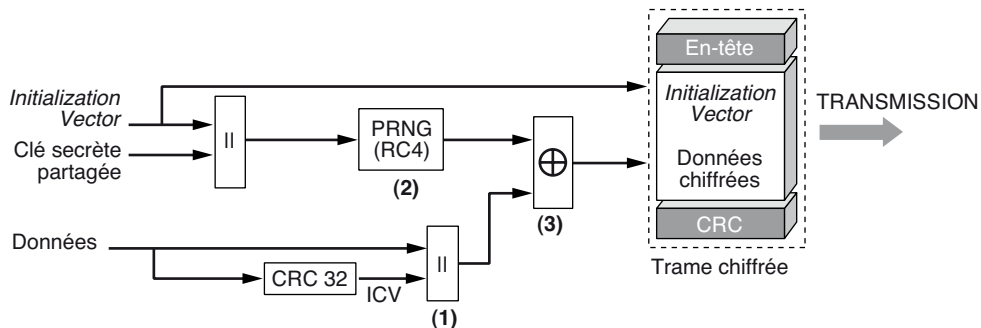 En-tête
Initialization
Vector
Clé secrète
partagée
||
PRNG
(RC4)
(2)
⊕
(3)
Initialization
Vector
Données
chiffrées
TRANSMISSION
Données
CRC 32
ICV
||
(1)
CRC
Trame chiffrée